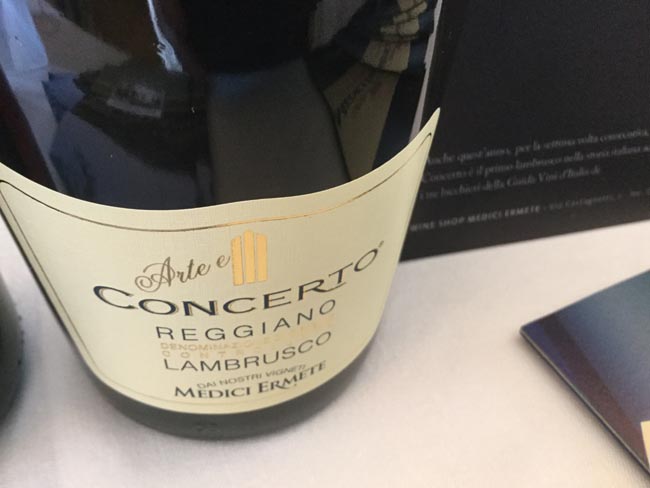 Arte e
CONCERTO®
REGGIANO
DENOMINAZIONE
LAMBRUSCO
DAI NOSTRI VIGNETI
MEDICI ERMETE
anche quest'anno, per la settima volta consecutiva,
Concerto è il primo lambrusco nella storia italiana
tre bicchieri della Guida Vini d'Italia
WINE SHOP MEDICI ERMETE